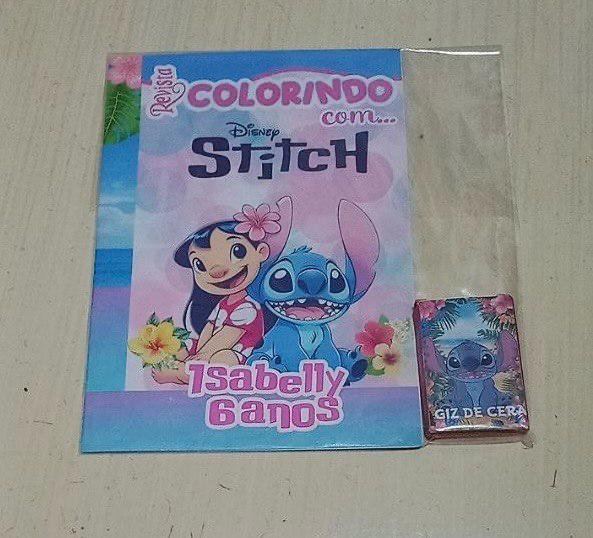 Revista
COLORINDO
com...
Disney
Stitch
Isabelly
6 anos
GIZ DE CERA